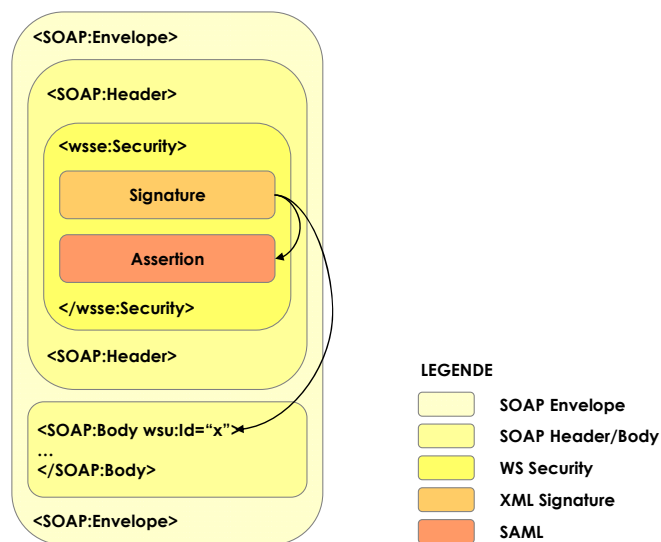 <SOAP:Envelope>
<SOAP:Header>
<wsse:Security>
Signature
Assertion
</wsse:Security>
<SOAP:Header>
<SOAP:Body wsu:Id=“x”>
…
</SOAP:Body>
<SOAP:Envelope>
LEGENDE
SOAP Envelope
SOAP Header/Body
WS Security
XML Signature
SAML